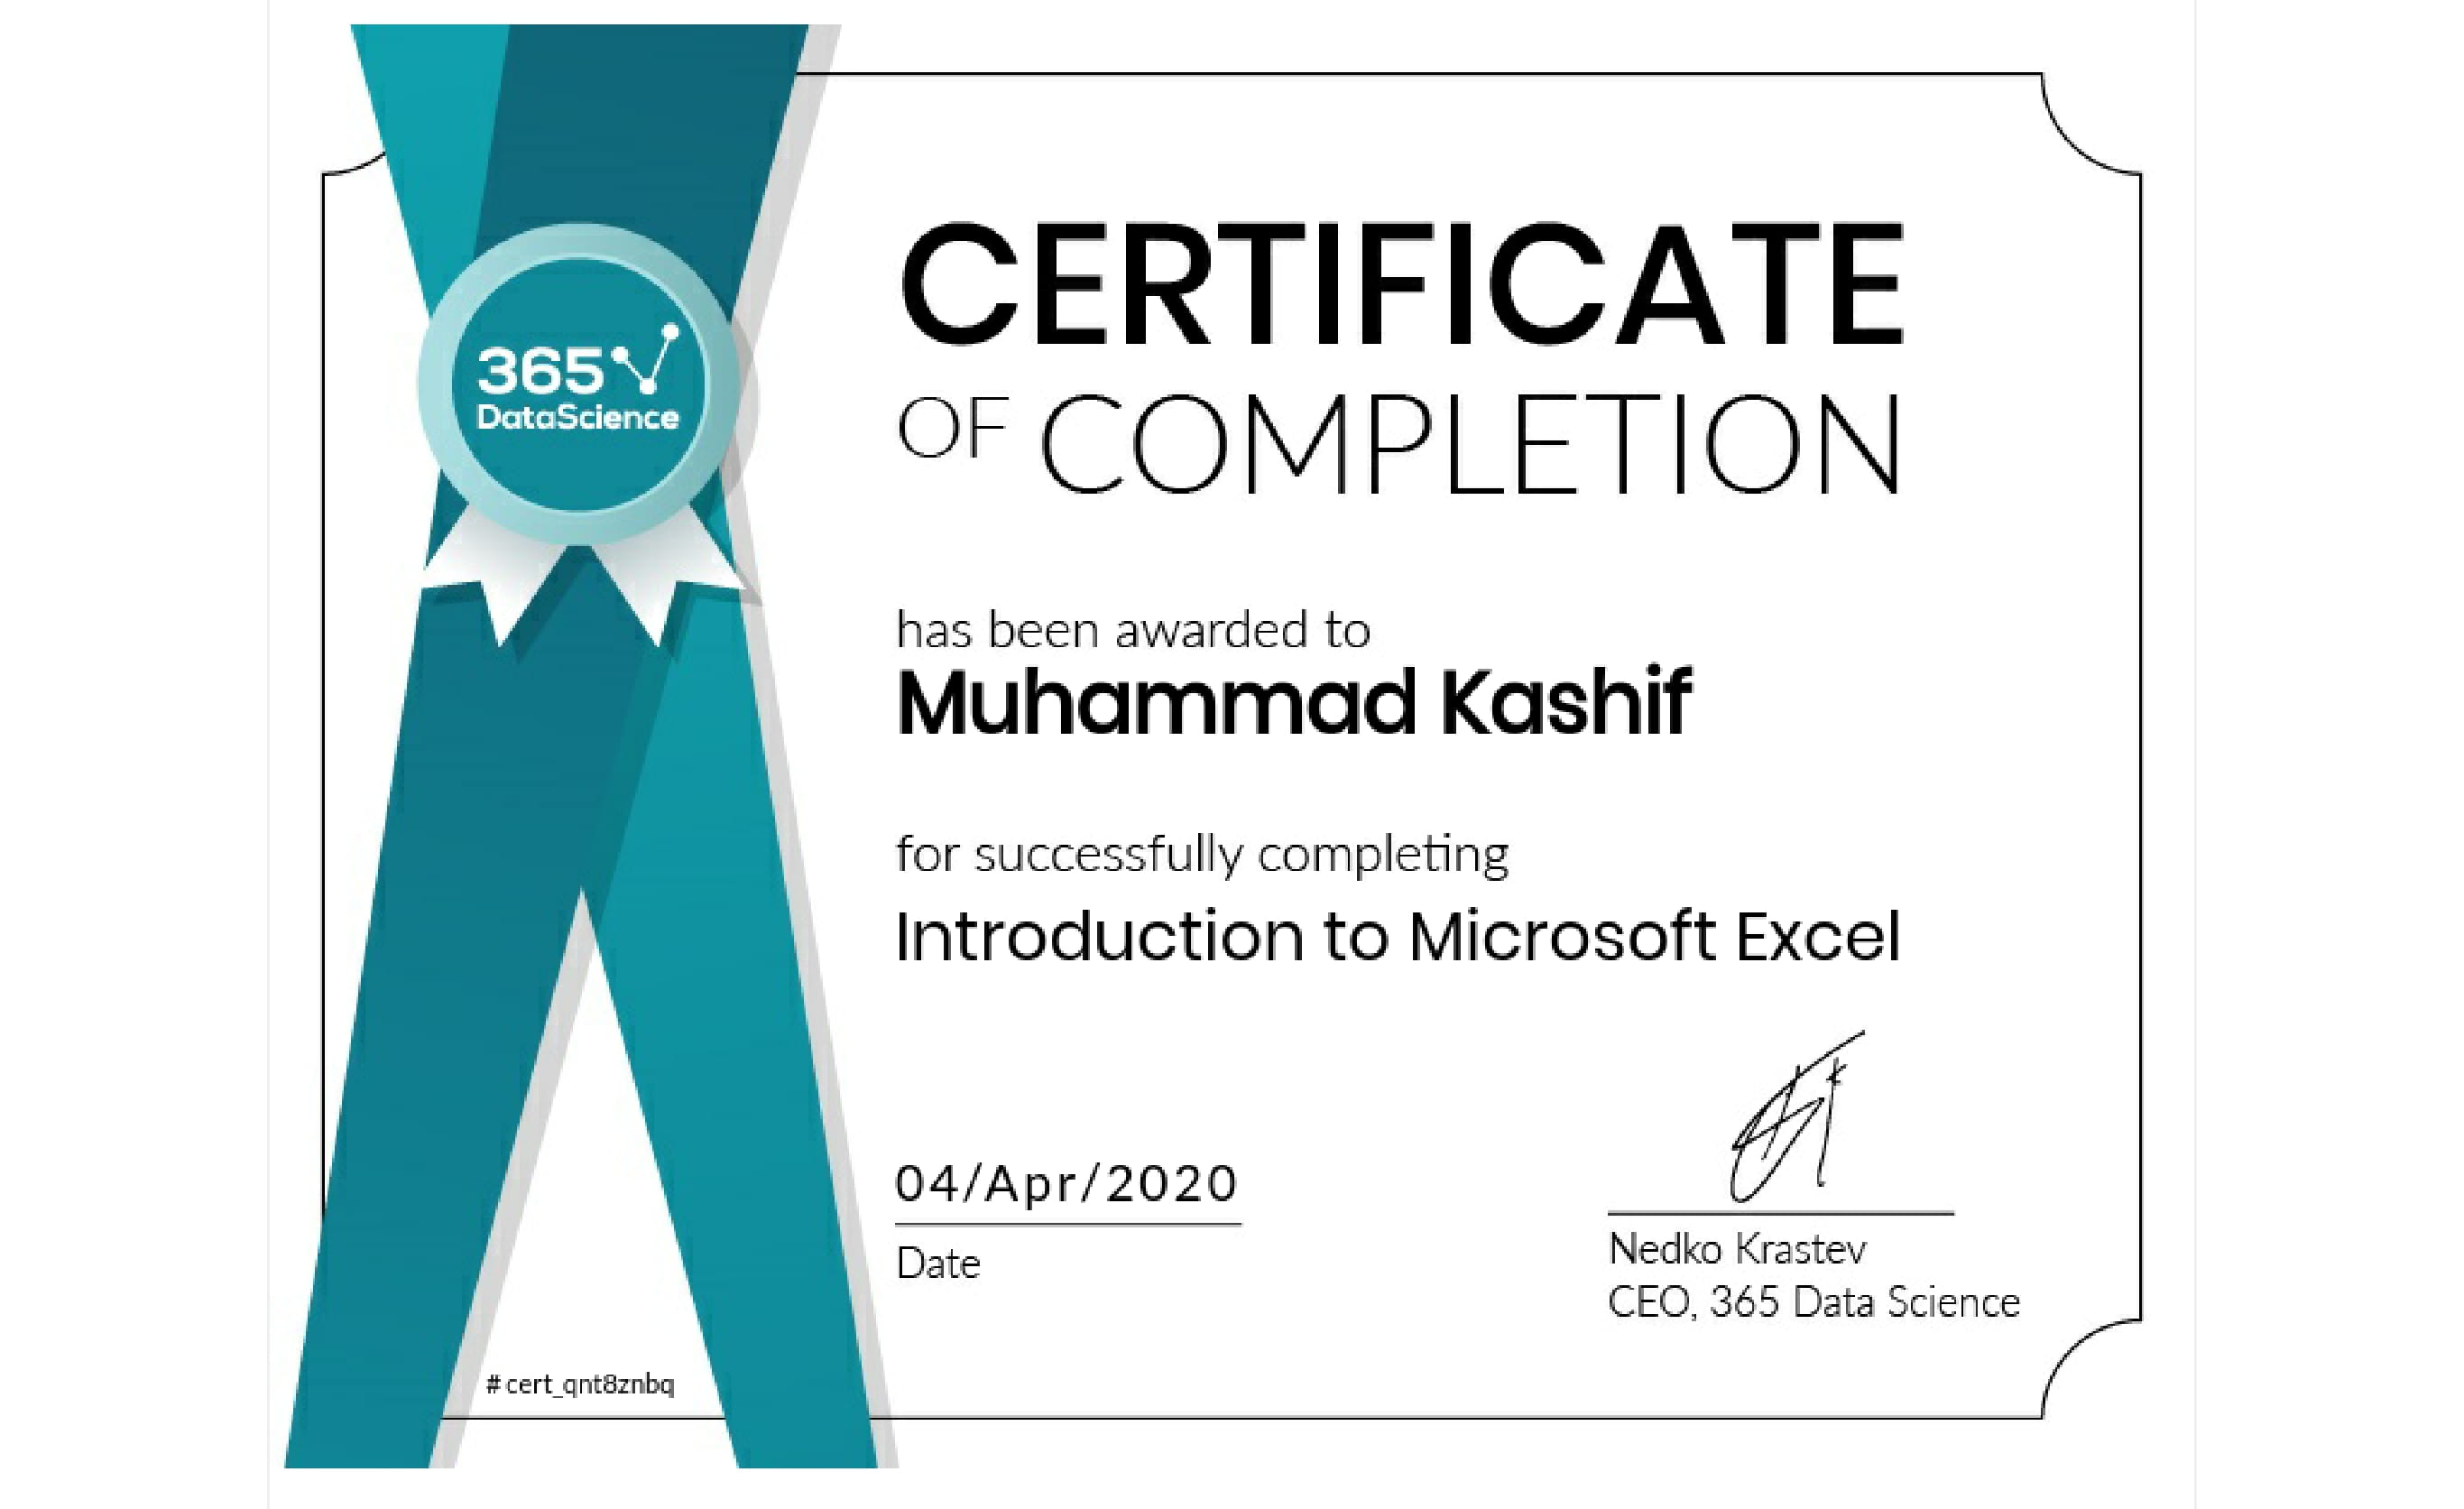 365
DataScience
CERTIFICATE
OF COMPLETION
has been awarded to
Muhammad Kashif
for successfully completing
Introduction to Microsoft Excel
04/Apr/2020
Date
Nedko Krastev
CEO, 365 Data Science
# cert_qnt8znbq